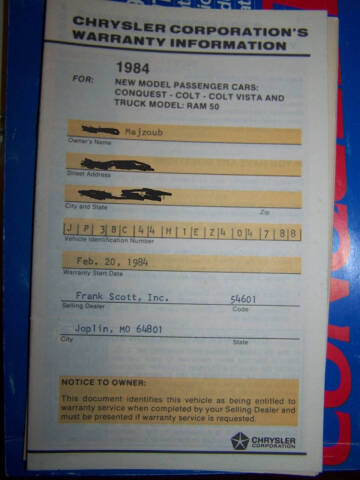 CHRYSLER CORPORATION'S
WARRANTY INFORMATION
1984
FOR: NEW MODEL PASSENGER CARS:
CONQUEST - COLT - COLT VISTA AND
TRUCK MODEL: RAM 50
Majzoub
Owner's Name
Street Address
City and State Zip
JP3BC44H1EZ404788
Vehicle Identification Number
Feb. 20, 1984
Warranty Start Date
Frank Scott, Inc. 54601
Selling Dealer Code
Joplin, MO 64801
City State
NOTICE TO OWNER:
This document identifies this vehicle as being entitled to
warranty service when completed by your Selling Dealer and
must be presented if warranty service is requested.
CHRYSLER
CORPORATION